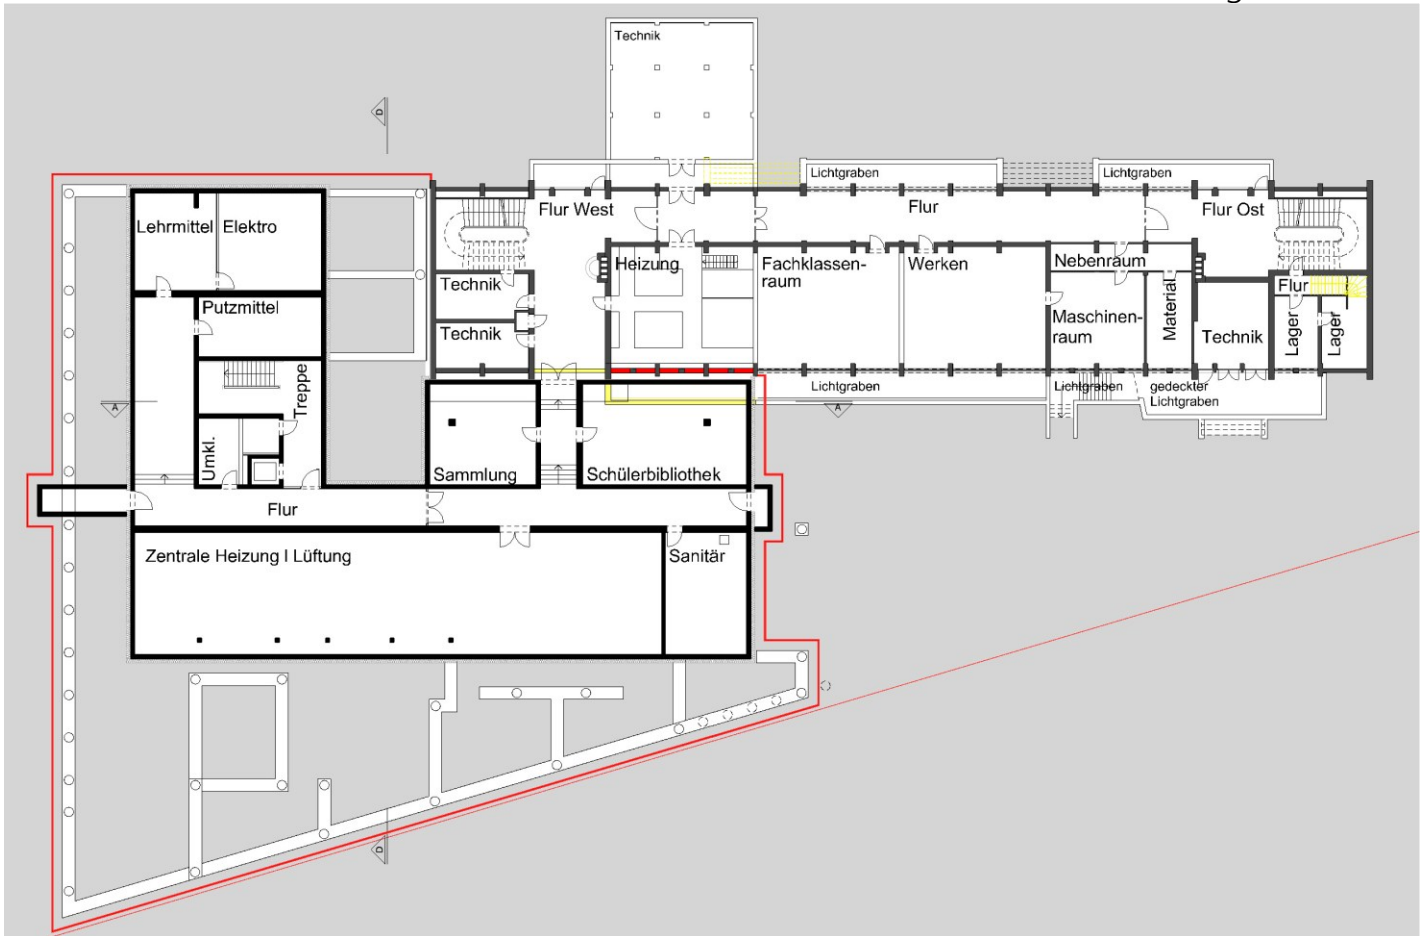 Technik
D
Lichtgraben
Lichtgraben
Flur West
Flur
Flur Ost
Lehrmittel
Elektro
Heizung
Fachklassen-
raum
Werken
Nebenraum
Technik
Flur
Putzmittel
Material
Maschinen-
raum
Technik
Technik
Lager
Lager
Treppe
Lichtgraben
Lichtgraben
gedeckter
Lichtgraben
A
A
Umkl.
Sammlung
Schülerbibliothek
Flur
Zentrale Heizung I Lüftung
Sanitär
D